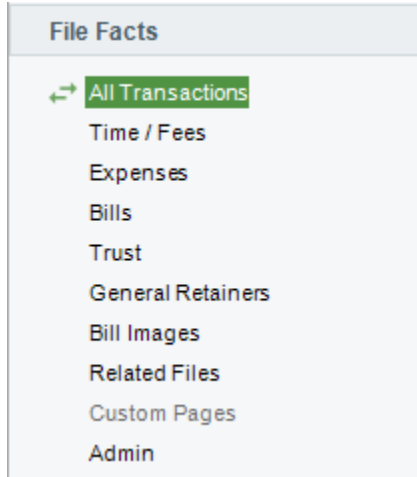 File Facts
All Transactions
Time / Fees
Expenses
Bills
Trust
General Retainers
Bill Images
Related Files
Custom Pages
Admin